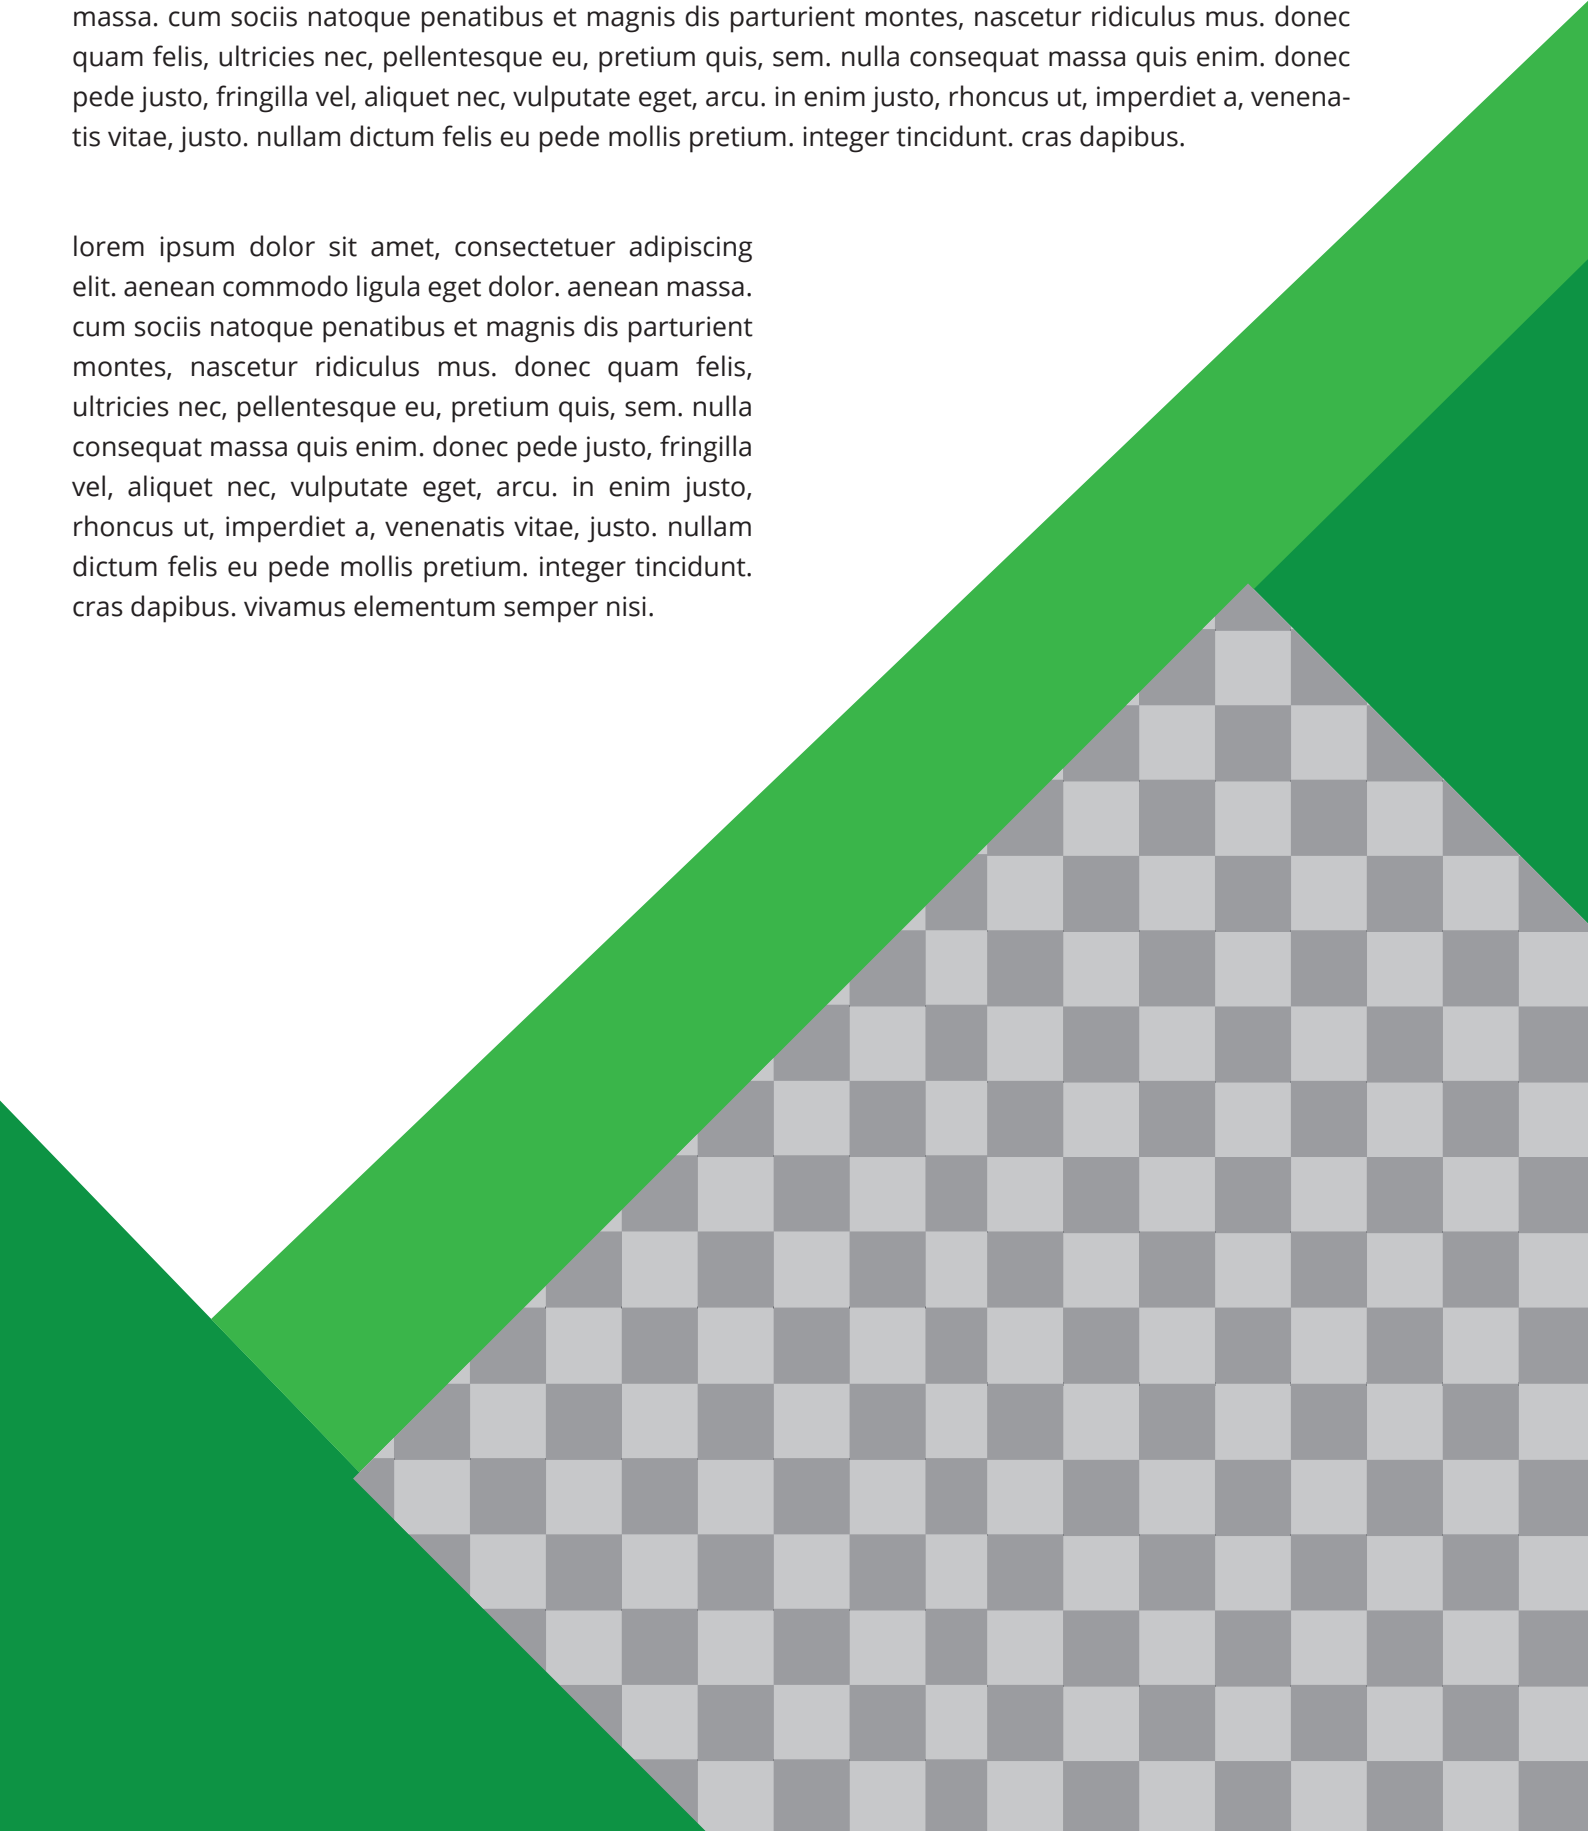 massa. cum sociis natoque penatibus et magnis dis parturient montes, nascetur ridiculus mus. donec
quam felis, ultricies nec, pellentesque eu, pretium quis, sem. nulla consequat massa quis enim. donec
pede justo, fringilla vel, aliquet nec, vulputate eget, arcu. in enim justo, rhoncus ut, imperdiet a, venena-
tis vitae, justo. nullam dictum felis eu pede mollis pretium. integer tincidunt. cras dapibus.
lorem ipsum dolor sit amet, consectetuer adipiscing
elit. aenean commodo ligula eget dolor. aenean massa.
cum sociis natoque penatibus et magnis dis parturient
montes, nascetur ridiculus mus. donec quam felis,
ultricies nec, pellentesque eu, pretium quis, sem. nulla
consequat massa quis enim. donec pede justo, fringilla
vel, aliquet nec, vulputate eget, arcu. in enim justo,
rhoncus ut, imperdiet a, venenatis vitae, justo. nullam
dictum felis eu pede mollis pretium. integer tincidunt.
cras dapibus. vivamus elementum semper nisi.